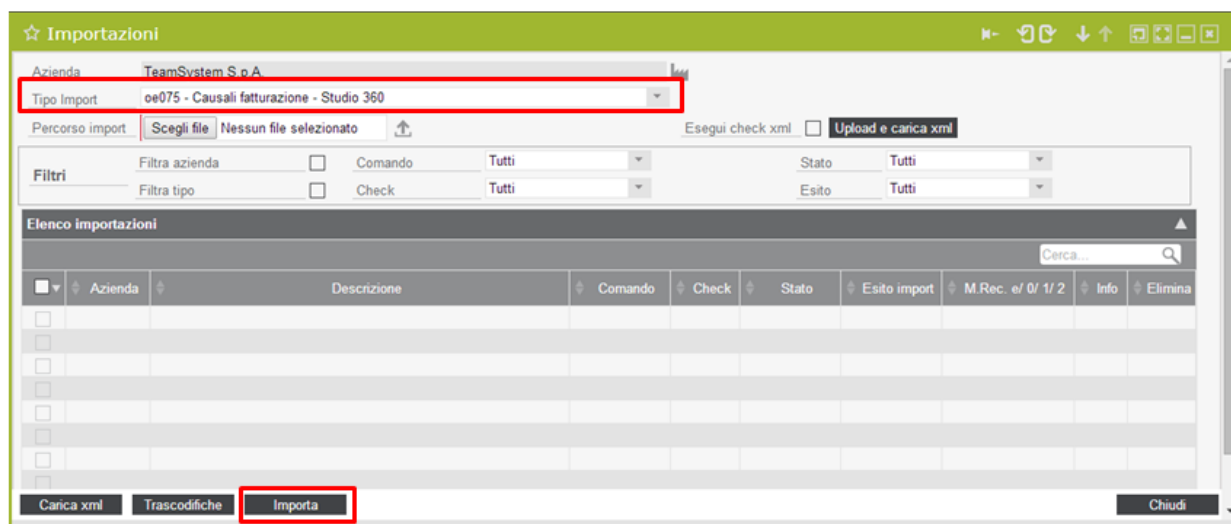 Importazioni
Azienda TeamSystem S.p.A.
Tipo Import oe075 - Causali fatturazione - Studio 360
Percorso import Scegli file Nessun file selezionato Esegui check xml Upload e carica xml
Filtra azienda Comando Tutti Stato Tutti
Filtri
Filtra tipo Check Tutti Esito Tutti
Elenco importazioni
Cerca...
Azienda Descrizione Comando Check Stato Esito import M.Rec. e/ 0/ 1/ 2 Info Elimina
Carica xml Trascodifiche Importa Chiudi